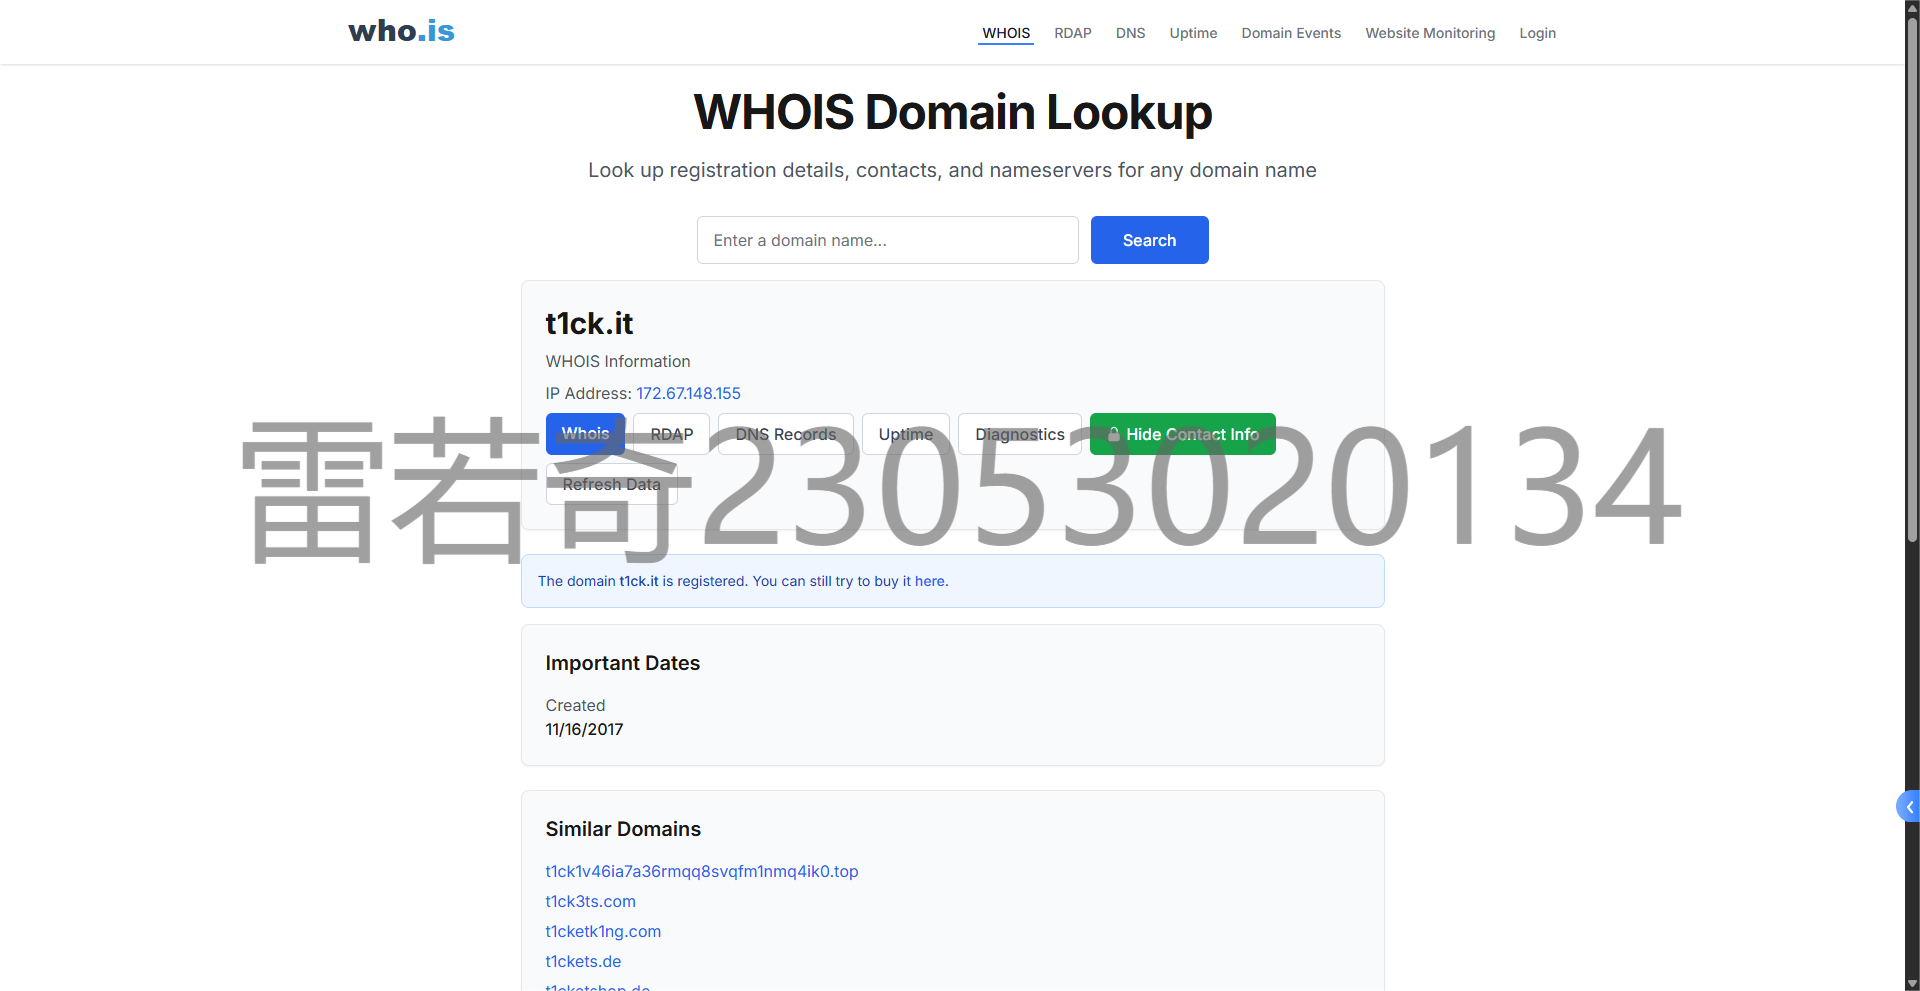 who.is
WHOIS RDAP DNS Uptime Domain Events Website Monitoring Login
WHOIS Domain Lookup
Look up registration details, contacts, and nameservers for any domain name
Enter a domain name...
Search
t1ck.it
WHOIS Information
IP Address: 172.67.148.155
Whois RDAP DNS Records Uptime Diagnostics Hide Contact Info
Refresh Data
雷若奇23053020134
The domain t1ck.it is registered. You can still try to buy it here.
Important Dates
Created
11/16/2017
Similar Domains
t1ck1v46ia7a36rmqq8svqfm1nmq4ik0.top
t1ck3ts.com
t1cketk1ng.com
t1ckets.de
t1cketshop.de